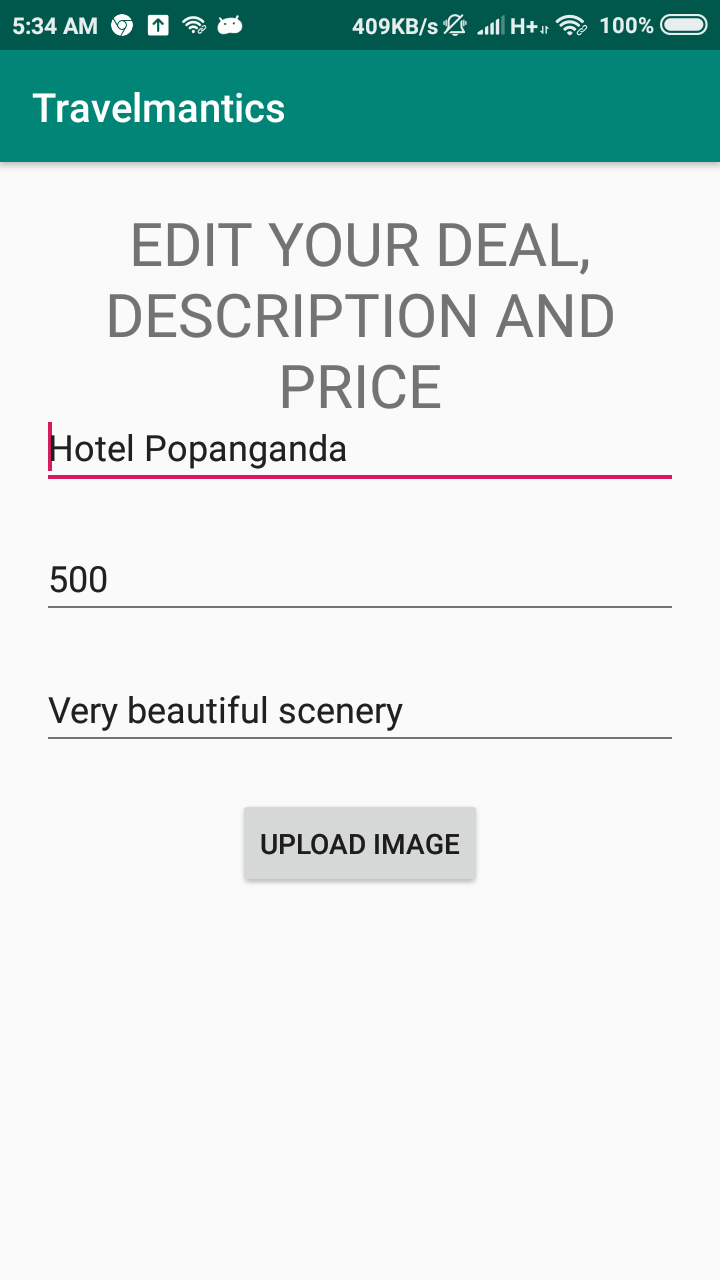 5:34 AM 409KB/s H+ 100%
Travelmantics
EDIT YOUR DEAL,
DESCRIPTION AND
PRICE
Hotel Popanganda
500
Very beautiful scenery
UPLOAD IMAGE